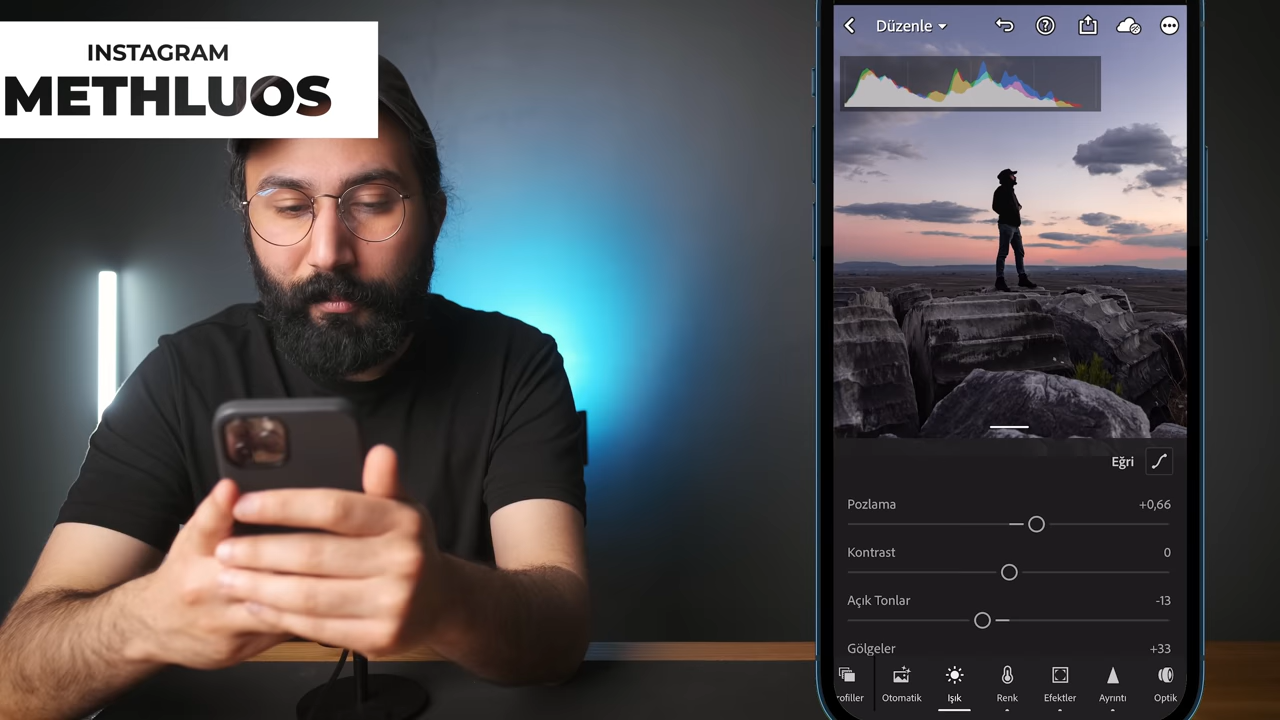 INSTAGRAM
METHLUOS
Düzenle
Eğri
Pozlama +0,66
Kontrast 0
Açık Tonlar -13
Gölgeler +33
rofiller Otomatik Işık Renk Efektler Ayrıntı Optik